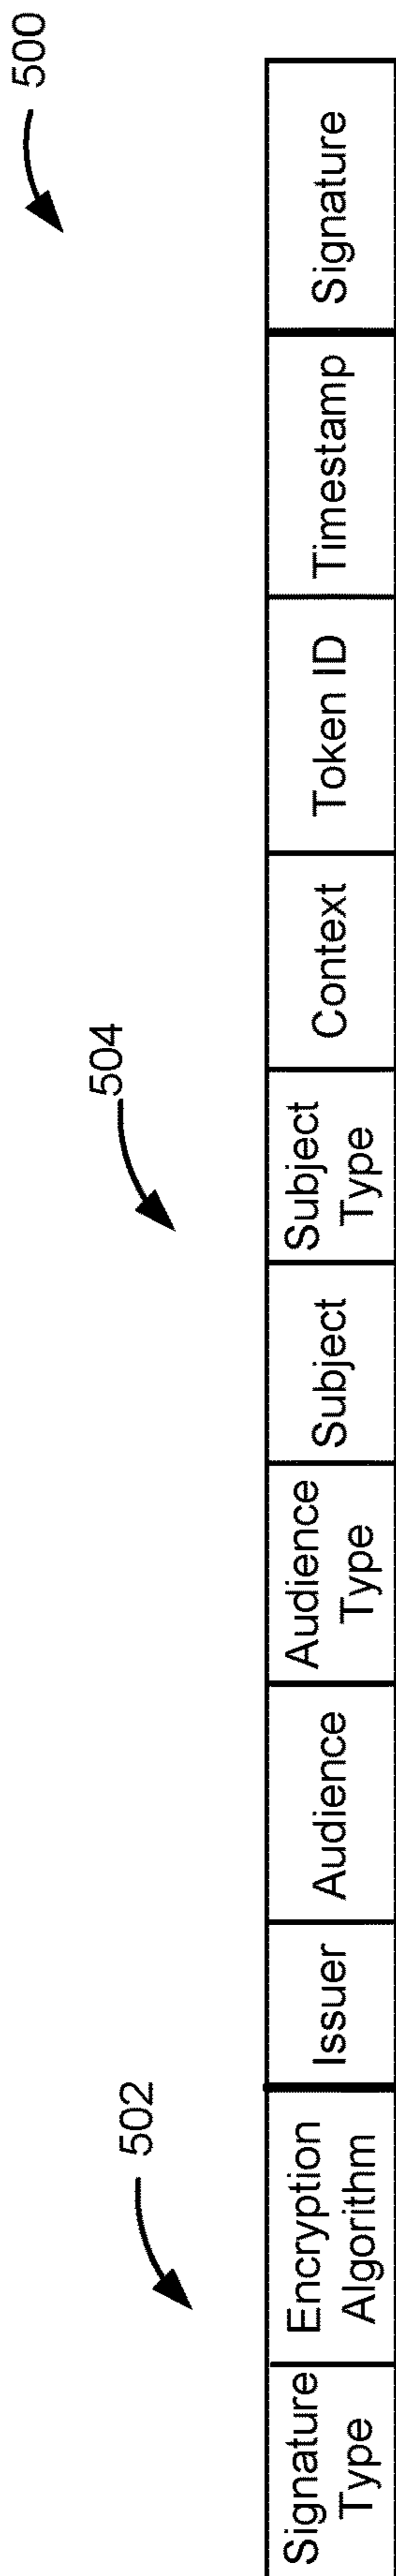 500
502
504
Signature
Type
Encryption
Algorithm
Issuer
Audience
Audience
Type
Subject
Subject
Type
Context
Token ID
Timestamp
Signature